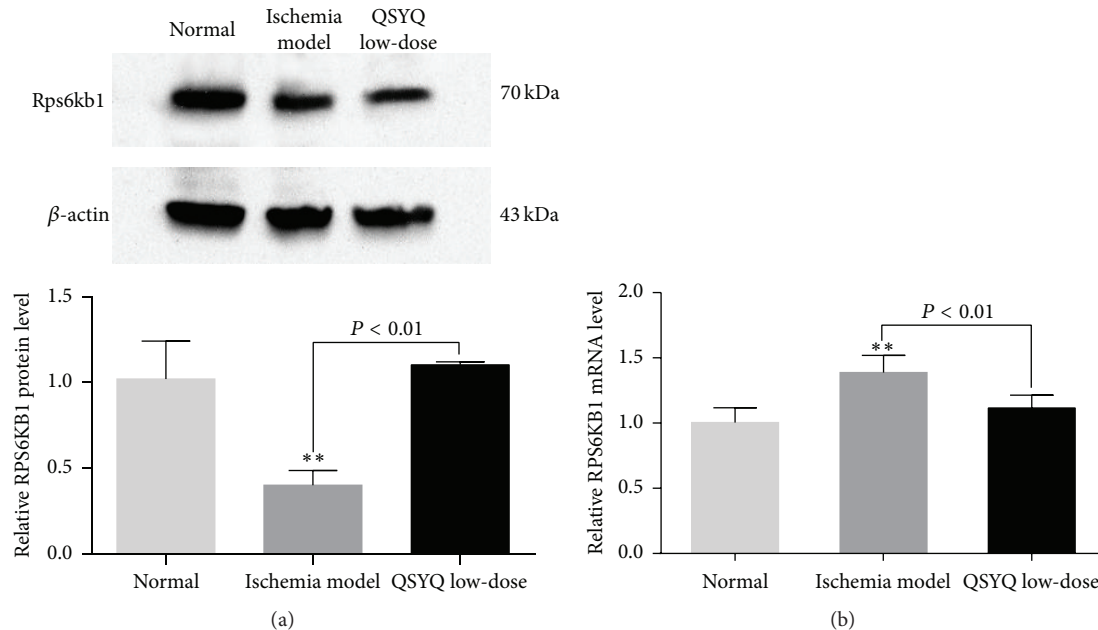 Normal
Ischemia
model
QSYQ
low-dose
Rps6kb1
70 kDa
β-actin
43 kDa
Relative RPS6KB1 protein level
1.5
1.0
0.5
0.0
**
P < 0.01
Normal
Ischemia model
QSYQ low-dose
(a)
Relative RPS6KB1 mRNA level
2.0
1.5
1.0
0.5
0.0
**
P < 0.01
Normal
Ischemia model
QSYQ low-dose
(b)